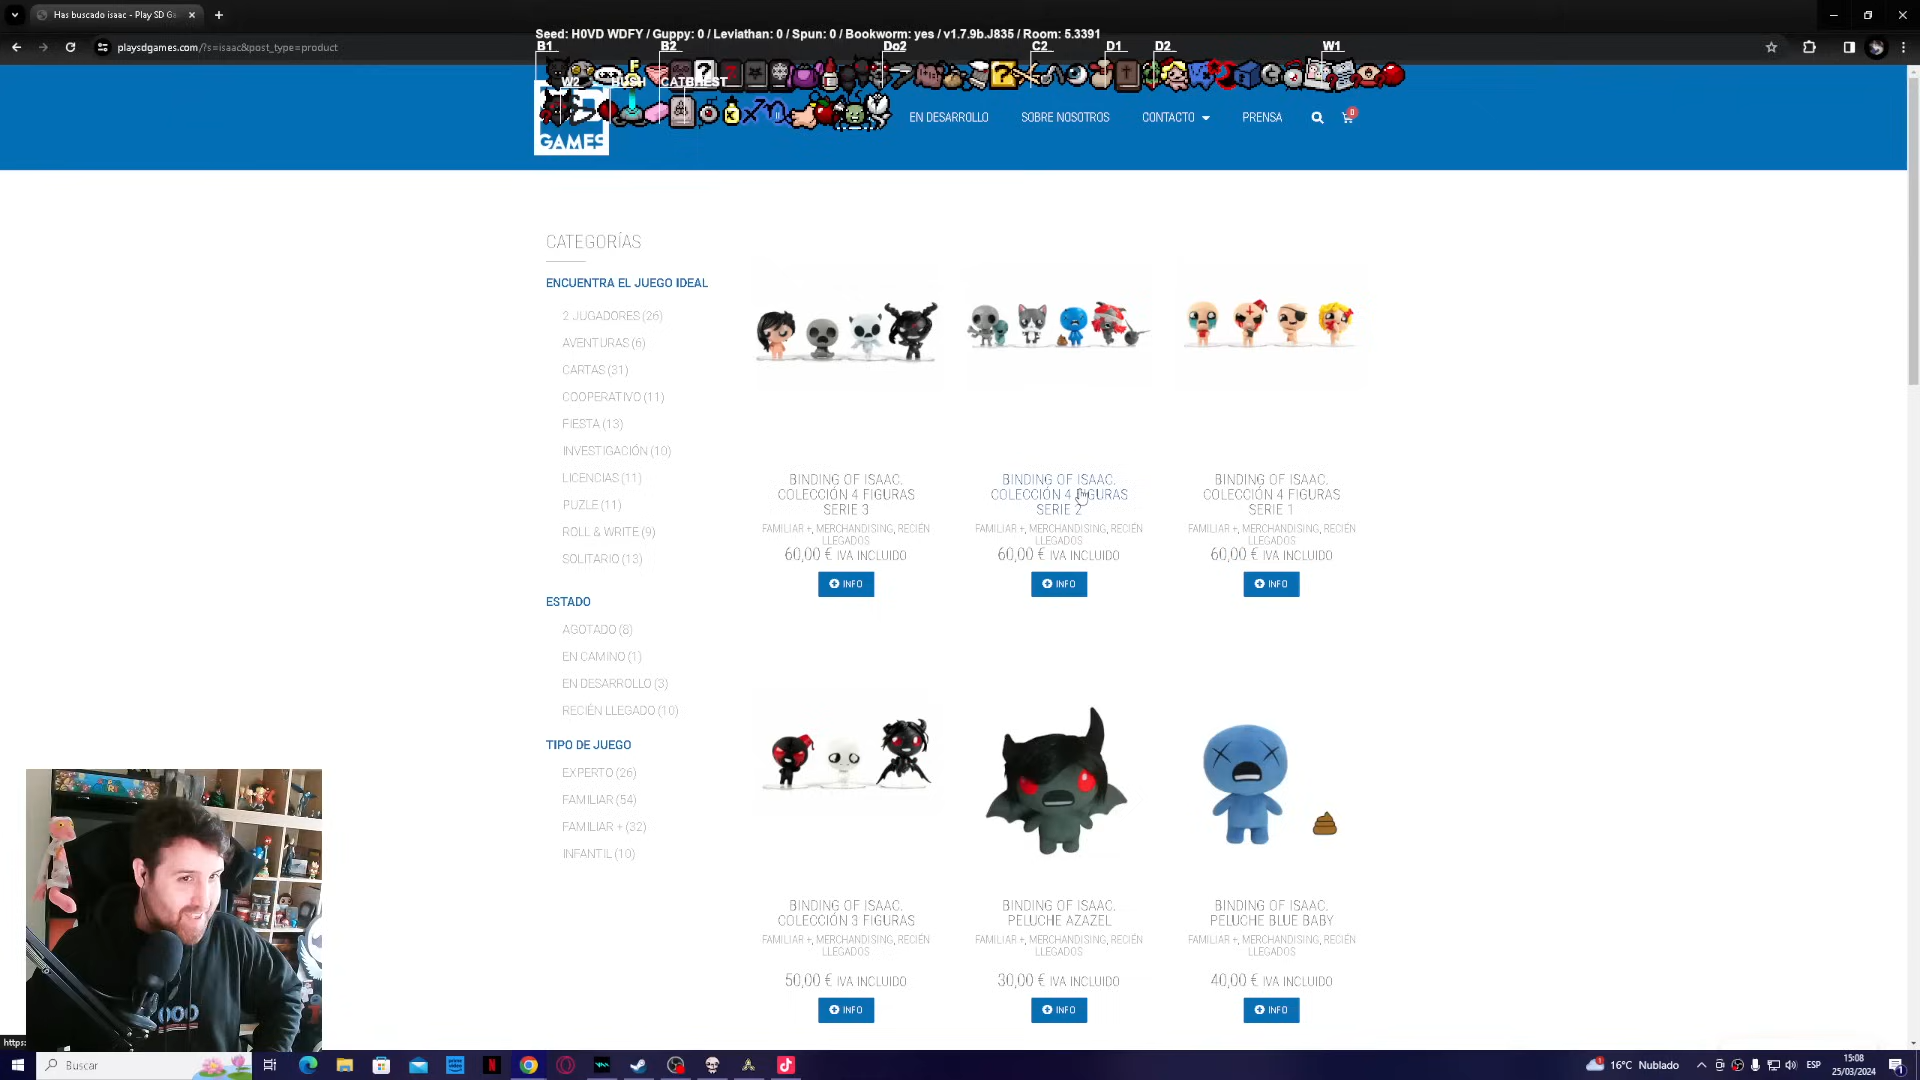 Has buscado isaac - Play SD Ga
playsdgames.com/?s=isaac&post_type=product
Seed: H0VD WDFY / Guppy: 0 / Leviathan: 0 / Spun: 0 / Bookworm: yes / v1.7.9b.J835 / Room: 5.3391
B1 B2 Do2 C2 D1 D2 W1
W2 HUSH CATBHEST
GAMES
EN DESARROLLO SOBRE NOSOTROS CONTACTO PRENSA 0
CATEGORÍAS
ENCUENTRA EL JUEGO IDEAL
2 JUGADORES (26)
AVENTURAS (6)
CARTAS (31)
COOPERATIVO (11)
FIESTA (13)
INVESTIGACIÓN (10)
LICENCIAS (11)
PUZLE (11)
ROLL & WRITE (9)
SOLITARIO (13)
ESTADO
AGOTADO (8)
EN CAMINO (1)
EN DESARROLLO (3)
RECIÉN LLEGADO (10)
TIPO DE JUEGO
EXPERTO (26)
FAMILIAR (54)
FAMILIAR + (32)
INFANTIL (10)
BINDING OF ISAAC.
COLECCIÓN 4 FIGURAS
SERIE 3
FAMILIAR +, MERCHANDISING, RECIÉN
LLEGADOS
60,00 € IVA INCLUIDO
INFO
BINDING OF ISAAC.
COLECCIÓN 4 FIGURAS
SERIE 2
FAMILIAR +, MERCHANDISING, RECIÉN
LLEGADOS
60,00 € IVA INCLUIDO
INFO
BINDING OF ISAAC.
COLECCIÓN 4 FIGURAS
SERIE 1
FAMILIAR +, MERCHANDISING, RECIÉN
LLEGADOS
60,00 € IVA INCLUIDO
INFO
BINDING OF ISAAC.
COLECCIÓN 3 FIGURAS
FAMILIAR +, MERCHANDISING, RECIÉN
LLEGADOS
50,00 € IVA INCLUIDO
INFO
BINDING OF ISAAC.
PELUCHE AZAZEL
FAMILIAR +, MERCHANDISING, RECIÉN
LLEGADOS
30,00 € IVA INCLUIDO
INFO
BINDING OF ISAAC.
PELUCHE BLUE BABY
FAMILIAR +, MERCHANDISING, RECIÉN
LLEGADOS
40,00 € IVA INCLUIDO
INFO
https:
Buscar
16°C Nublado
ESP
15:08
25/03/2024